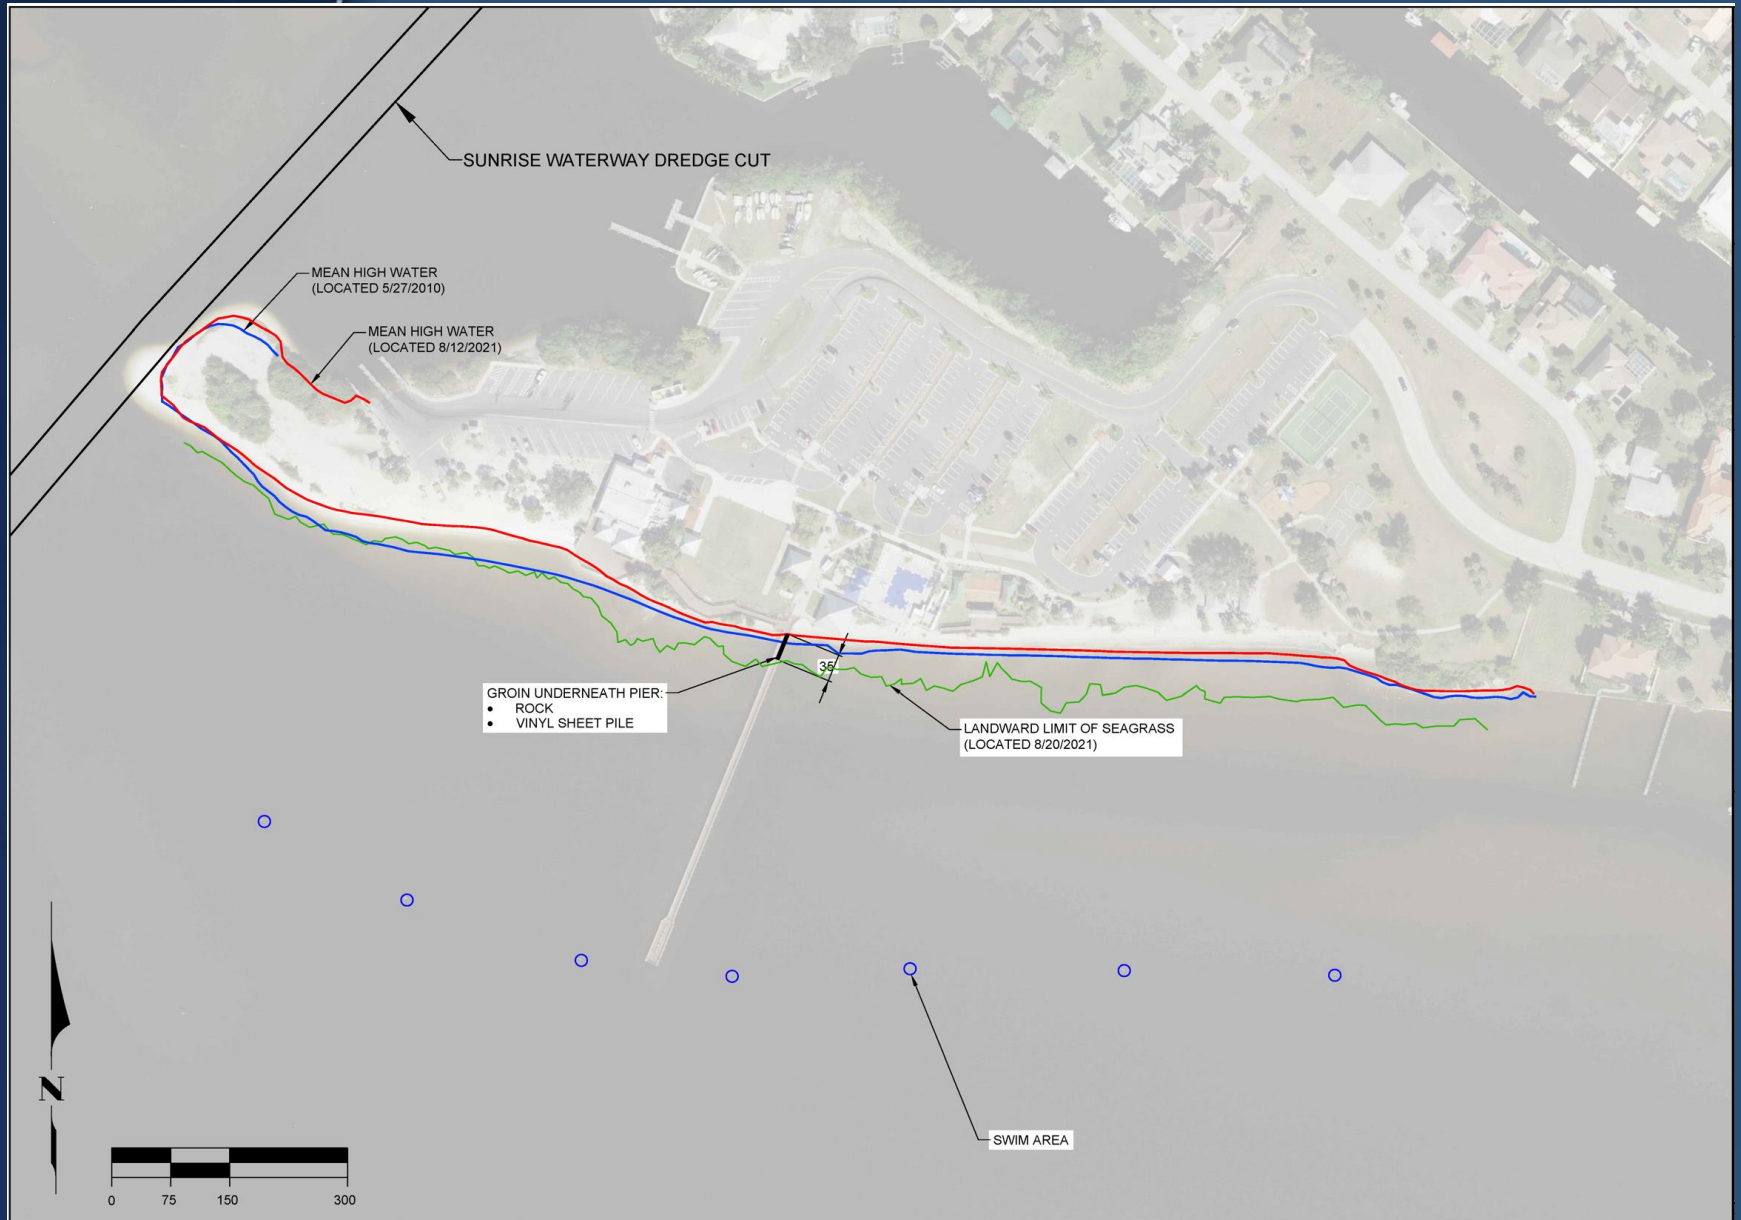 SUNRISE WATERWAY DREDGE CUT
MEAN HIGH WATER
(LOCATED 5/27/2010)
MEAN HIGH WATER
(LOCATED 8/12/2021)
35
GROIN UNDERNEATH PIER:
• ROCK
• VINYL SHEET PILE
LANDWARD LIMIT OF SEAGRASS
(LOCATED 8/20/2021)
N
SWIM AREA
0 75 150 300